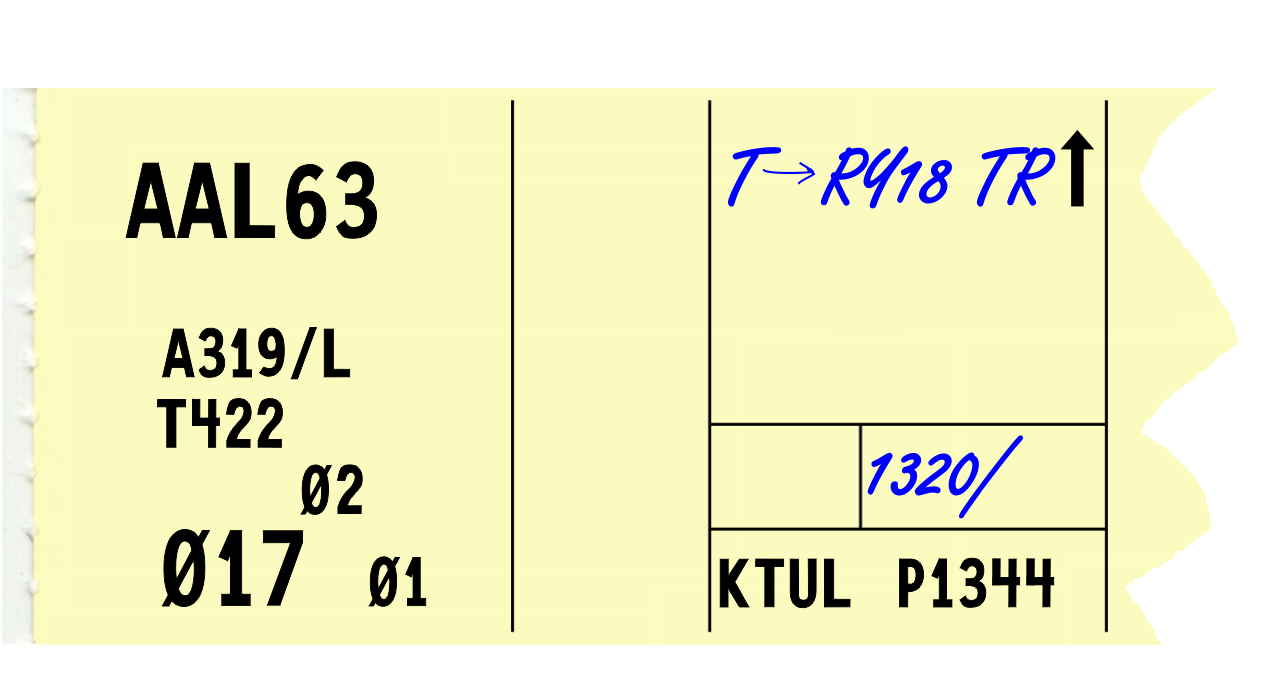 AAL63
A319/L
T422
Ø2
Ø17 Ø1
T→RY18 TR↑
1320/
KTUL P1344